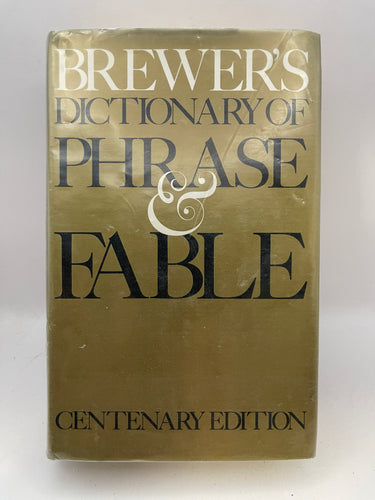 BREWER'S
DICTIONARY OF
PHRASE
&
FABLE
CENTENARY EDITION